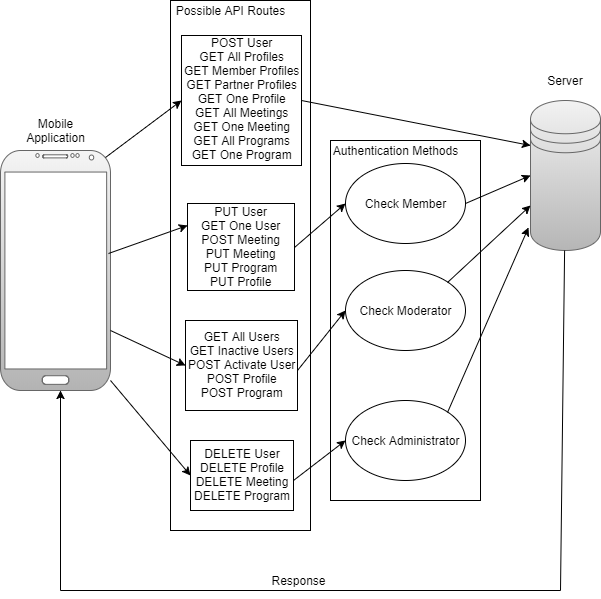 Possible API Routes
POST User
GET All Profiles
GET Member Profiles
GET Partner Profiles
GET One Profile
GET All Meetings
GET One Meeting
GET All Programs
GET One Program
Server
Mobile
Application
Authentication Methods
PUT User
GET One User
POST Meeting
PUT Meeting
PUT Program
PUT Profile
Check Member
GET All Users
GET Inactive Users
POST Activate User
POST Profile
POST Program
Check Moderator
DELETE User
DELETE Profile
DELETE Meeting
DELETE Program
Check Administrator
Response